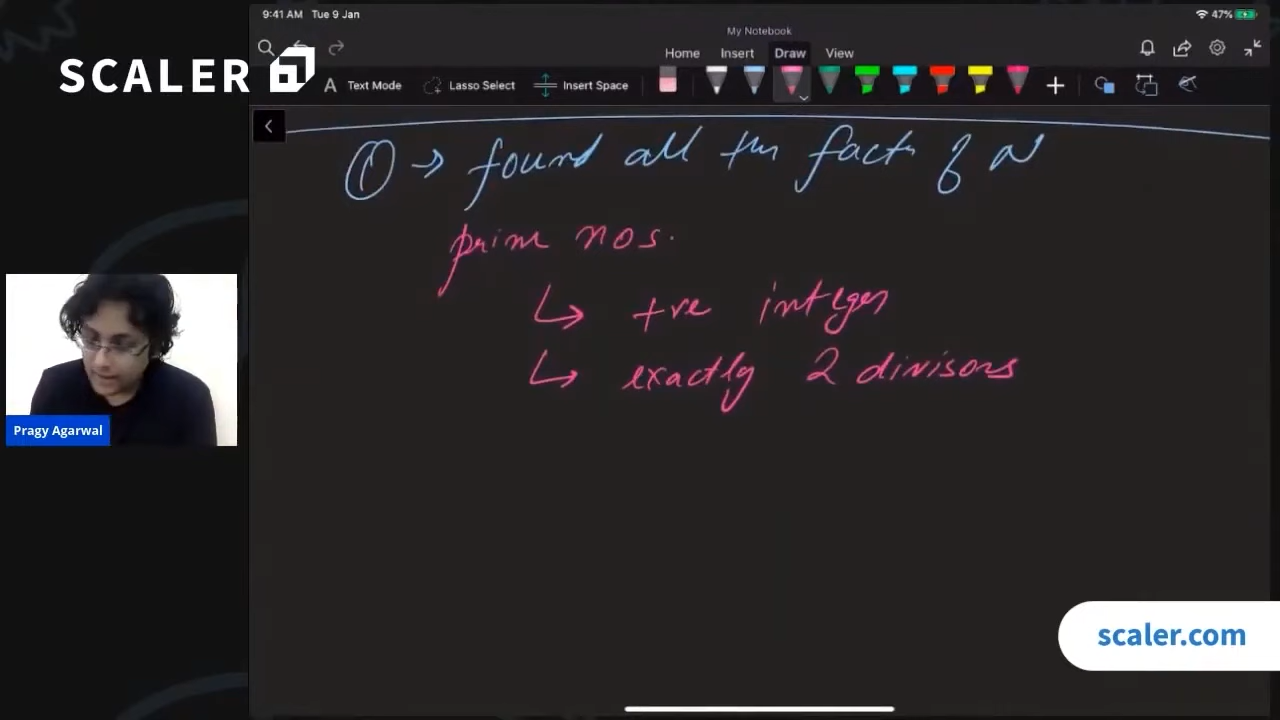 9:41 AM Tue 9 Jan
47%
My Notebook
SCALER
Home Insert Draw View
Text Mode Lasso Select Insert Space
① → found all the facts of N
prime nos.
↳ +ve integer
↳ exactly 2 divisors
Pragy Agarwal
scaler.com